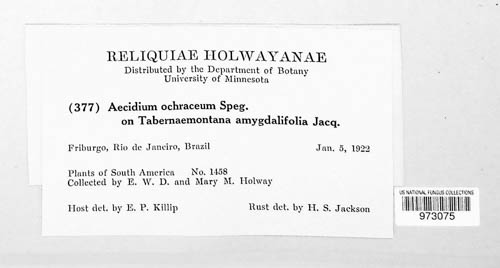 RELIQUIAE HOLWAYANAE
Distributed by the Department of Botany
University of Minnesota
(377) Aecidium ochraceum Speg.
on Tabernaemontana amygdalifolia Jacq.
Friburgo, Rio de Janeiro, Brazil Jan. 5, 1922
Plants of South America No. 1458
Collected by E. W. D. and Mary M. Holway
Host det. by E. P. Killip Rust det. by H. S. Jackson
US NATIONAL FUNGUS COLLECTIONS
973075